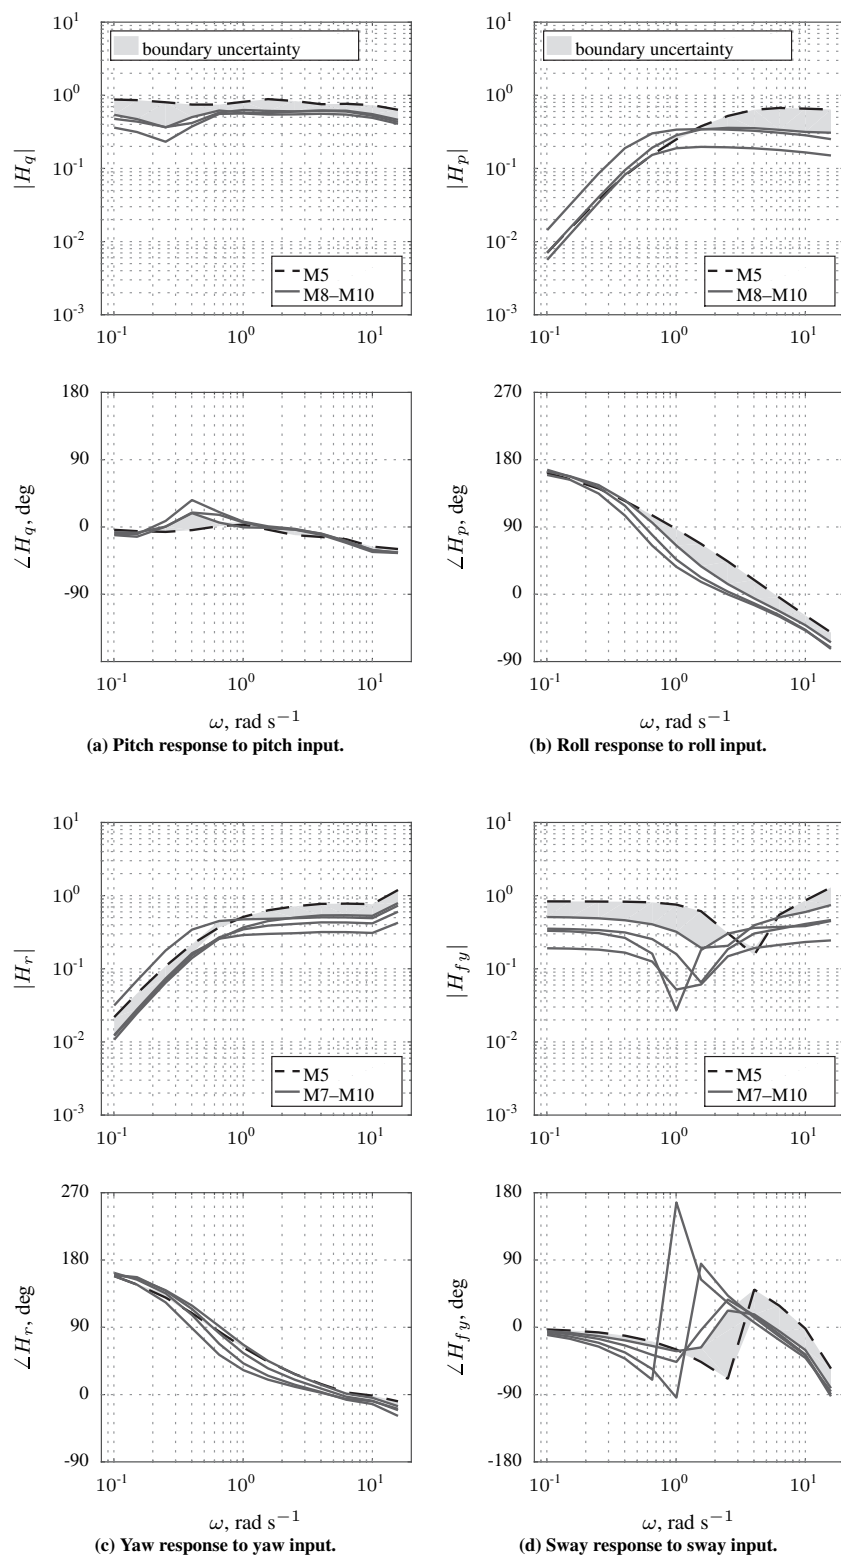 10^1
10^0
10^-1
10^-2
10^-3
|H_q|
boundary uncertainty
M5
M8–M10
10^-1 10^0 10^1
10^1
10^0
10^-1
10^-2
10^-3
|H_p|
boundary uncertainty
M5
M8–M10
10^-1 10^0 10^1
180
90
0
-90
∠H_q, deg
10^-1 10^0 10^1
ω, rad s^−1
(a) Pitch response to pitch input.
270
180
90
0
-90
∠H_p, deg
10^-1 10^0 10^1
ω, rad s^−1
(b) Roll response to roll input.
10^1
10^0
10^-1
10^-2
10^-3
|H_r|
M5
M7–M10
10^-1 10^0 10^1
10^1
10^0
10^-1
10^-2
10^-3
|H_fy|
M5
M7–M10
10^-1 10^0 10^1
270
180
90
0
-90
∠H_r, deg
10^-1 10^0 10^1
ω, rad s^−1
(c) Yaw response to yaw input.
180
90
0
-90
-180
∠H_fy, deg
10^-1 10^0 10^1
ω, rad s^−1
(d) Sway response to sway input.